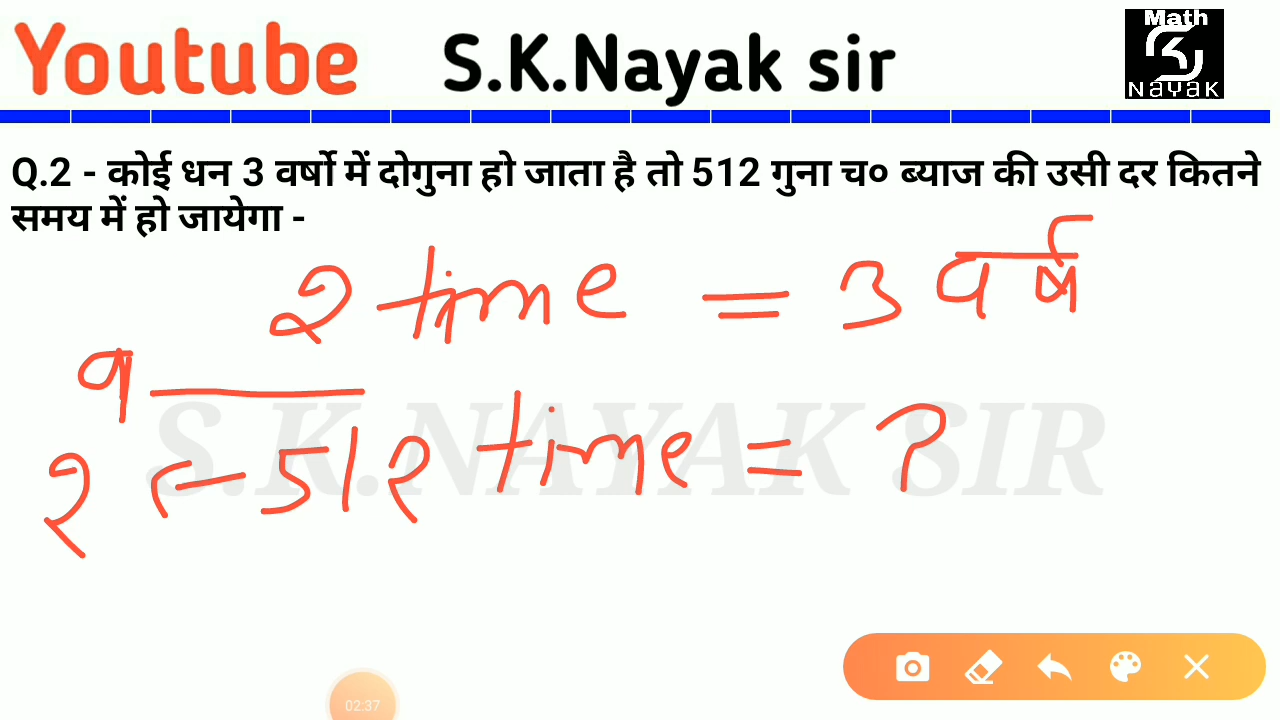 Youtube S.K.Nayak sir
Math
NAYAK
Q.2 - कोई धन 3 वर्षो में दोगुना हो जाता है तो 512 गुना च० ब्याज की उसी दर कितने
समय में हो जायेगा -
2 time = 3 वर्ष
9
2 ← 512 time = ?
S.K.NAYAK SIR
02:37